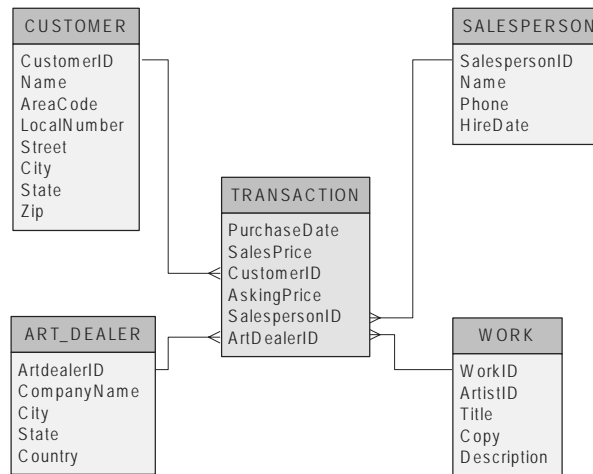 CUSTOMER
CustomerID
Name
AreaCode
LocalNumber
Street
City
State
Zip
SALESPERSON
SalespersonID
Name
Phone
HireDate
TRANSACTION
PurchaseDate
SalesPrice
CustomerID
AskingPrice
SalespersonID
ArtDealerID
ART_DEALER
ArtdealerID
CompanyName
City
State
Country
WORK
WorkID
ArtistID
Title
Copy
Description